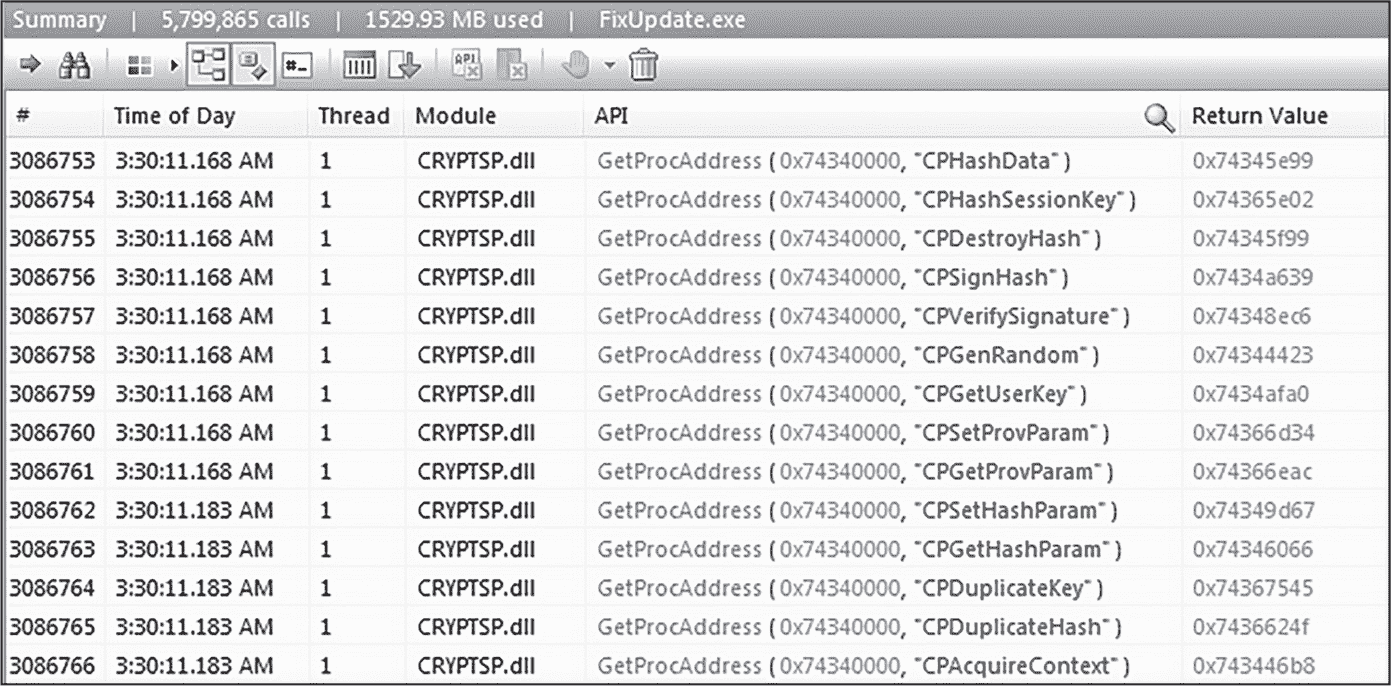 Summary | 5,799,865 calls | 1529.93 MB used | FixUpdate.exe
# Time of Day Thread Module API Return Value
3086753 3:30:11.168 AM 1 CRYPTSP.dll GetProcAddress ( 0x74340000, "CPHashData" ) 0x74345e99
3086754 3:30:11.168 AM 1 CRYPTSP.dll GetProcAddress ( 0x74340000, "CPHashSessionKey" ) 0x74365e02
3086755 3:30:11.168 AM 1 CRYPTSP.dll GetProcAddress ( 0x74340000, "CPDestroyHash" ) 0x74345f99
3086756 3:30:11.168 AM 1 CRYPTSP.dll GetProcAddress ( 0x74340000, "CPSignHash" ) 0x7434a639
3086757 3:30:11.168 AM 1 CRYPTSP.dll GetProcAddress ( 0x74340000, "CPVerifySignature" ) 0x74348ec6
3086758 3:30:11.168 AM 1 CRYPTSP.dll GetProcAddress ( 0x74340000, "CPGenRandom" ) 0x74344423
3086759 3:30:11.168 AM 1 CRYPTSP.dll GetProcAddress ( 0x74340000, "CPGetUserKey" ) 0x7434afa0
3086760 3:30:11.168 AM 1 CRYPTSP.dll GetProcAddress ( 0x74340000, "CPSetProvParam" ) 0x74366d34
3086761 3:30:11.168 AM 1 CRYPTSP.dll GetProcAddress ( 0x74340000, "CPGetProvParam" ) 0x74366eac
3086762 3:30:11.183 AM 1 CRYPTSP.dll GetProcAddress ( 0x74340000, "CPSetHashParam" ) 0x74349d67
3086763 3:30:11.183 AM 1 CRYPTSP.dll GetProcAddress ( 0x74340000, "CPGetHashParam" ) 0x74346066
3086764 3:30:11.183 AM 1 CRYPTSP.dll GetProcAddress ( 0x74340000, "CPDuplicateKey" ) 0x74367545
3086765 3:30:11.183 AM 1 CRYPTSP.dll GetProcAddress ( 0x74340000, "CPDuplicateHash" ) 0x7436624f
3086766 3:30:11.183 AM 1 CRYPTSP.dll GetProcAddress ( 0x74340000, "CPAcquireContext" ) 0x743446b8